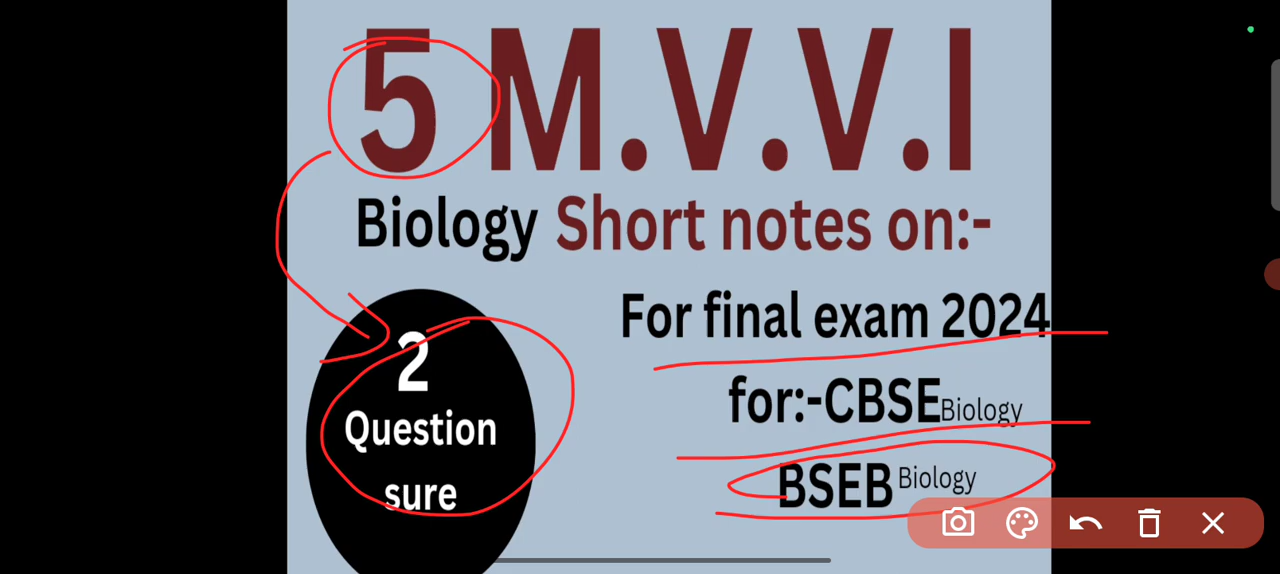 5 M.V.V.I
Biology Short notes on:-
For final exam 2024
for:-CBSE Biology
BSEB Biology
2
Question
sure